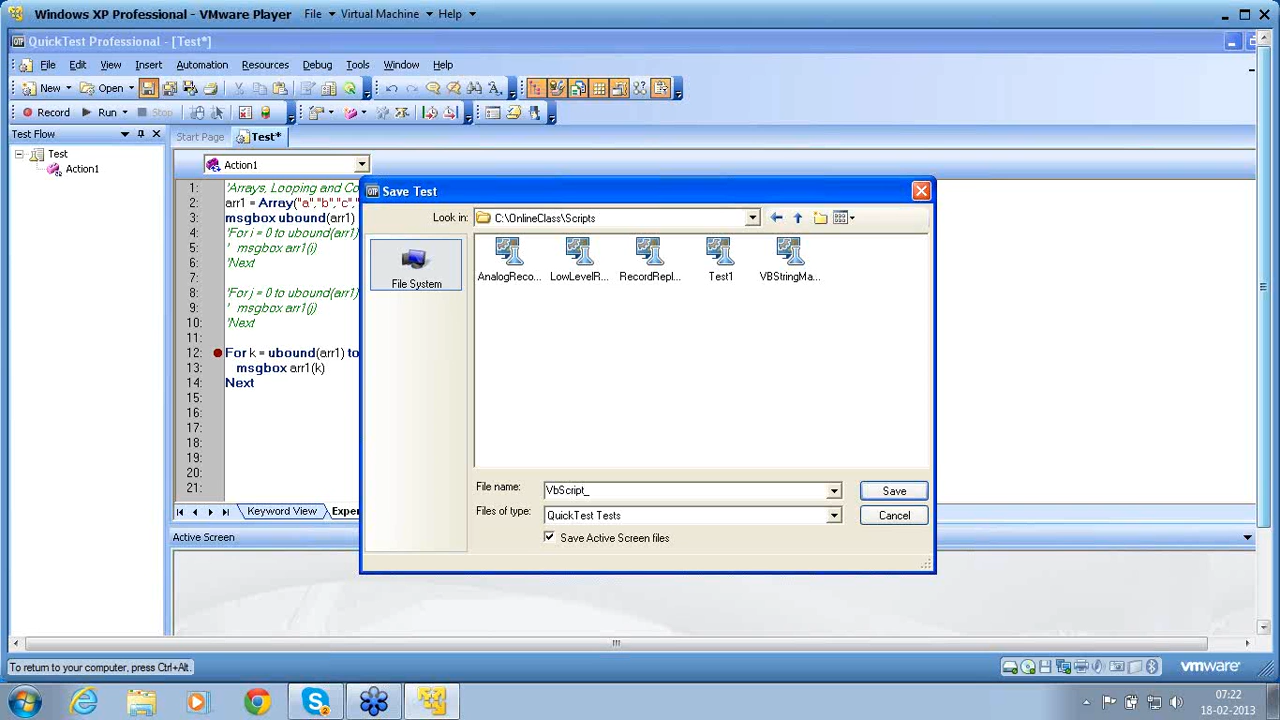 Windows XP Professional - VMware Player File Virtual Machine Help
QuickTest Professional - [Test*]
File Edit View Insert Automation Resources Debug Tools Window Help
New Open
Record Run Stop
Test Flow
Start Page Test*
Test
Action1
Action1
1: 'Arrays, Looping and Co
2: arr1 = Array("a","b","c","
3: msgbox ubound(arr1)
4: 'For i = 0 to ubound(arr1)
5: ' msgbox arr1(i)
6: 'Next
7:
8: 'For j = 0 to ubound(arr1)
9: ' msgbox arr1(j)
10: 'Next
11:
12: For k = ubound(arr1) to
13: msgbox arr1(k)
14: Next
15:
16:
17:
18:
19:
20:
21:
Keyword View Exper
Active Screen
Save Test
Look in: C:\OnlineClass\Scripts
File System
AnalogReco... LowLevelR... RecordRepl... Test1 VBStringMa...
File name: VbScript_ Save
Files of type: QuickTest Tests Cancel
Save Active Screen files
To return to your computer, press Ctrl+Alt.
vmware
07:22
18-02-2013